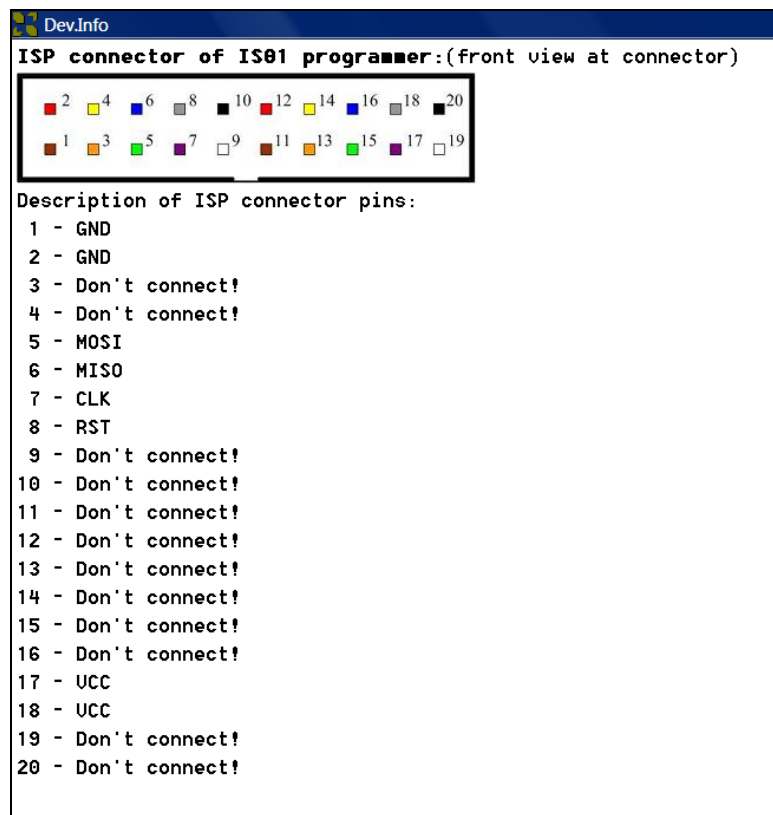 Dev.Info
ISP connector of IS01 programmer:(front view at connector)
2 4 6 8 10 12 14 16 18 20
1 3 5 7 9 11 13 15 17 19
Description of ISP connector pins:
1 - GND
2 - GND
3 - Don't connect!
4 - Don't connect!
5 - MOSI
6 - MISO
7 - CLK
8 - RST
9 - Don't connect!
10 - Don't connect!
11 - Don't connect!
12 - Don't connect!
13 - Don't connect!
14 - Don't connect!
15 - Don't connect!
16 - Don't connect!
17 - VCC
18 - VCC
19 - Don't connect!
20 - Don't connect!